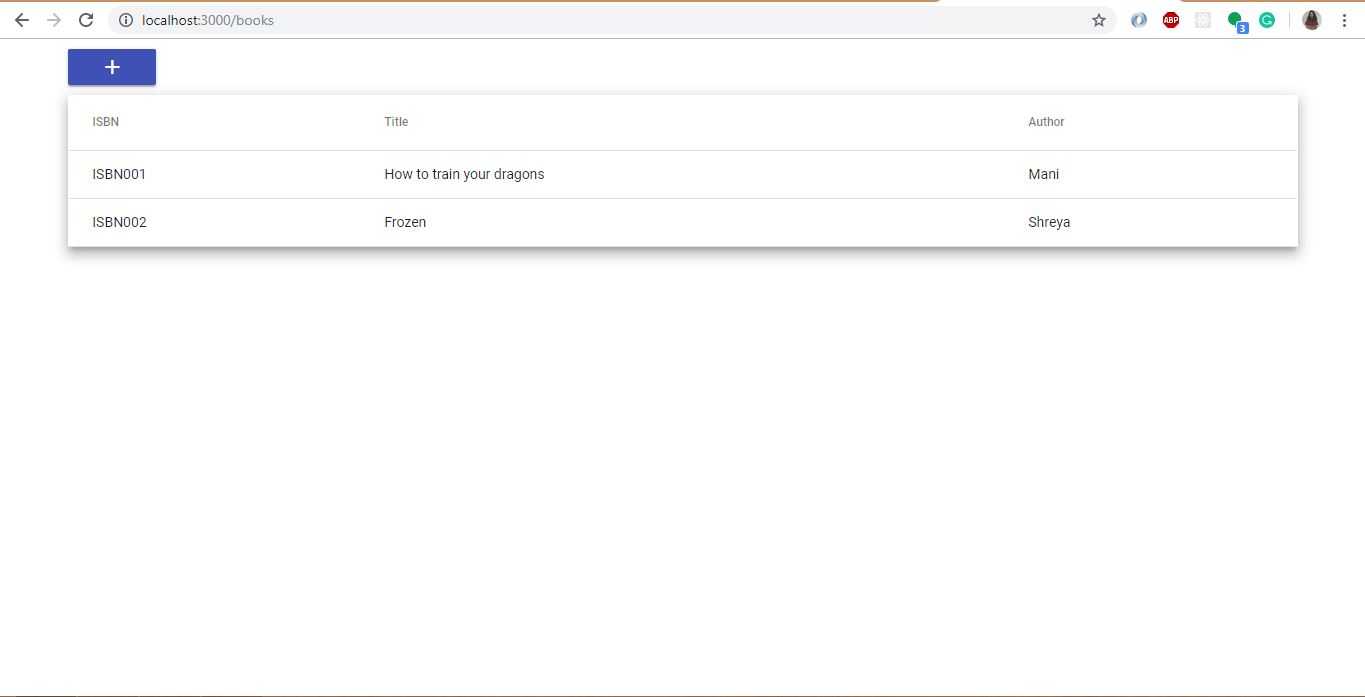 localhost:3000/books
ABP
3
+
ISBN Title Author
ISBN001 How to train your dragons Mani
ISBN002 Frozen Shreya